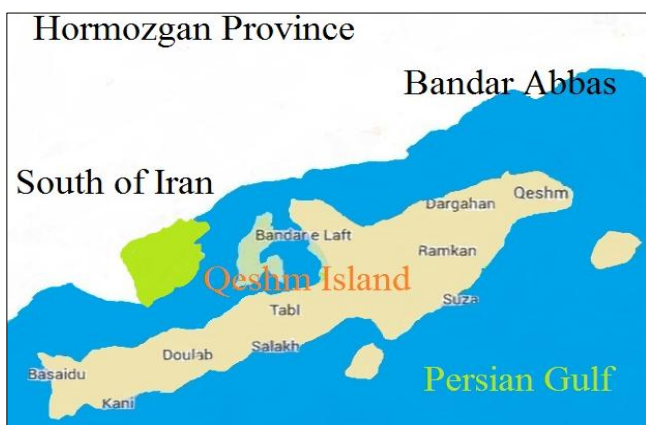 Hormozgan Province
Bandar Abbas
South of Iran
Qeshm
Dargahan
Bandar e Laft
Ramkan
Qeshm Island
Suza
Tabl
Salakh
Doulab
Basaidu
Persian Gulf
Kani